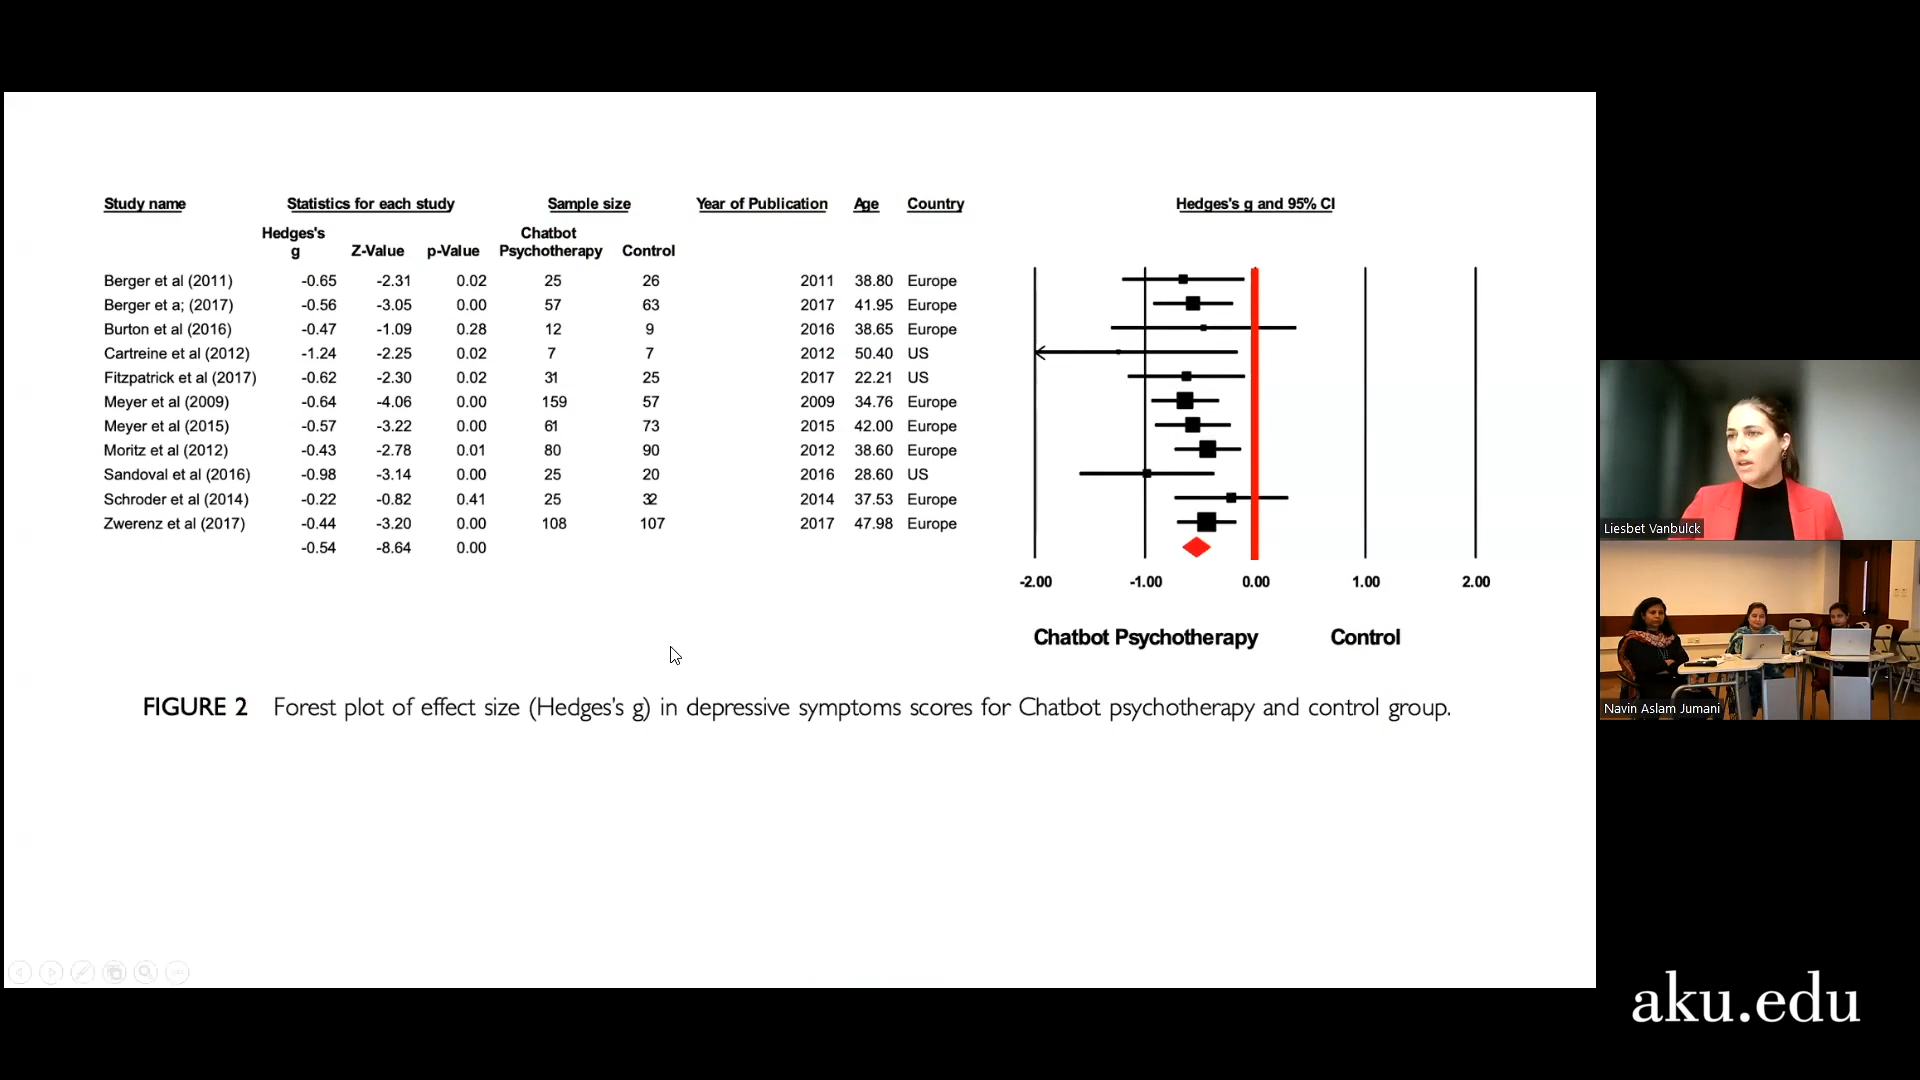 Study name Statistics for each study Sample size Year of Publication Age Country Hedges's g and 95% CI
Hedges's g Z-Value p-Value Chatbot Psychotherapy Control
Berger et al (2011) -0.65 -2.31 0.02 25 26 2011 38.80 Europe
Berger et a; (2017) -0.56 -3.05 0.00 57 63 2017 41.95 Europe
Burton et al (2016) -0.47 -1.09 0.28 12 9 2016 38.65 Europe
Cartreine et al (2012) -1.24 -2.25 0.02 7 7 2012 50.40 US
Fitzpatrick et al (2017) -0.62 -2.30 0.02 31 25 2017 22.21 US
Meyer et al (2009) -0.64 -4.06 0.00 159 57 2009 34.76 Europe
Meyer et al (2015) -0.57 -3.22 0.00 61 73 2015 42.00 Europe
Moritz et al (2012) -0.43 -2.78 0.01 80 90 2012 38.60 Europe
Sandoval et al (2016) -0.98 -3.14 0.00 25 20 2016 28.60 US
Schroder et al (2014) -0.22 -0.82 0.41 25 32 2014 37.53 Europe
Zwerenz et al (2017) -0.44 -3.20 0.00 108 107 2017 47.98 Europe
-0.54 -8.64 0.00
-2.00 -1.00 0.00 1.00 2.00
Chatbot Psychotherapy Control
FIGURE 2 Forest plot of effect size (Hedges's g) in depressive symptoms scores for Chatbot psychotherapy and control group.
Liesbet Vanbulck
Navin Aslam Jumani
aku.edu